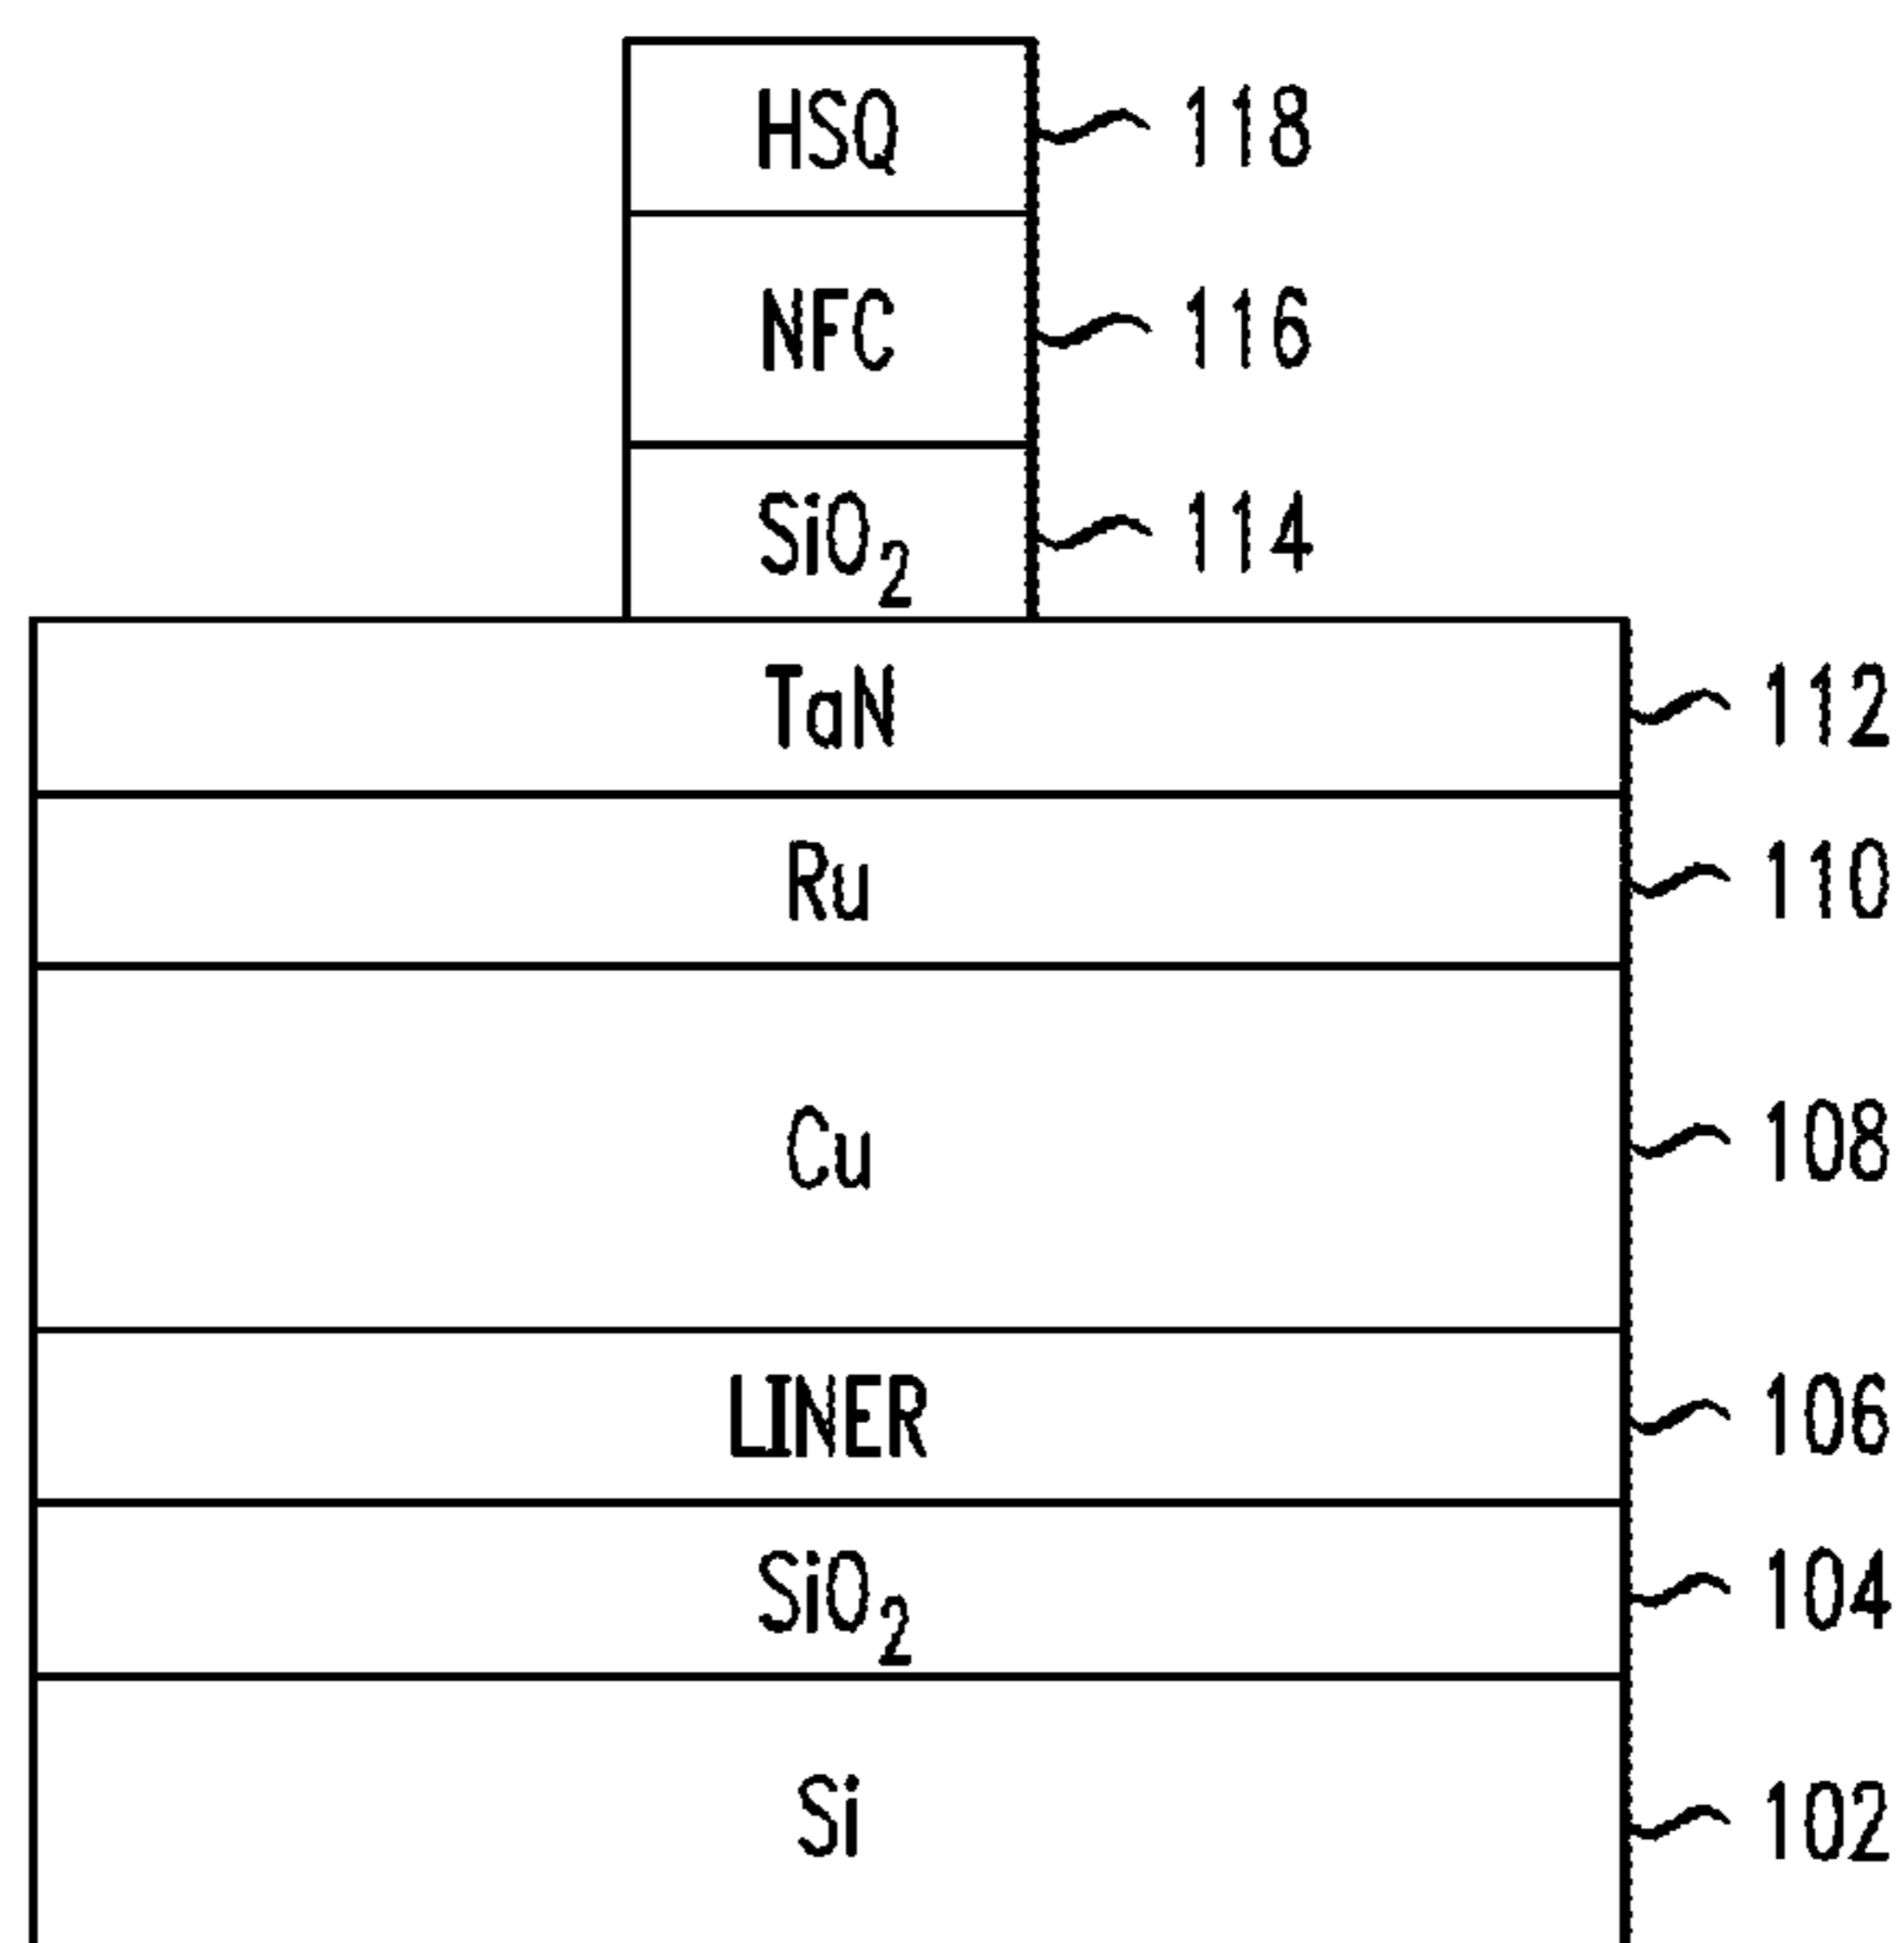 HSQ 118
NFC 116
SiO₂ 114
TaN 112
Ru 110
Cu 108
LINER 106
SiO₂ 104
Si 102